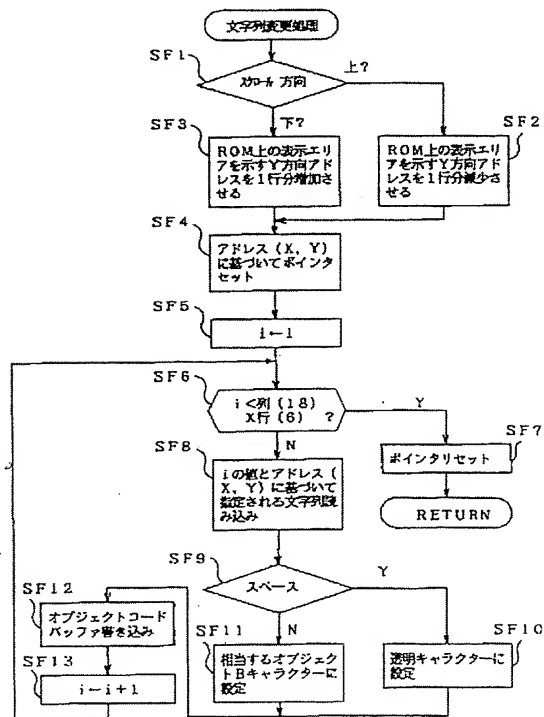 文字列変更処理
SF1
スクロール 方向
上?
下?
SF3
ROM上の表示エリ
アを示すY方向アド
レスを1行分増加さ
せる
SF2
ROM上の表示エリ
アを示すY方向アド
レスを1行分減少さ
せる
SF4
アドレス(X, Y)
に基づいてポインタ
セット
SF5
i←1
SF6
i<列(18)
X行(6) ?
Y
N
SF7
ポインタリセット
RETURN
SF8
iの値とアドレス(
X, Y)に基づいて
指定される文字列読
み込み
SF9
スペース
Y
N
SF12
オブジェクトコード
バッファ書き込み
SF13
i←i+1
SF11
相当するオブジェク
トBキャラクターに
設定
SF10
透明キャラクターに
設定